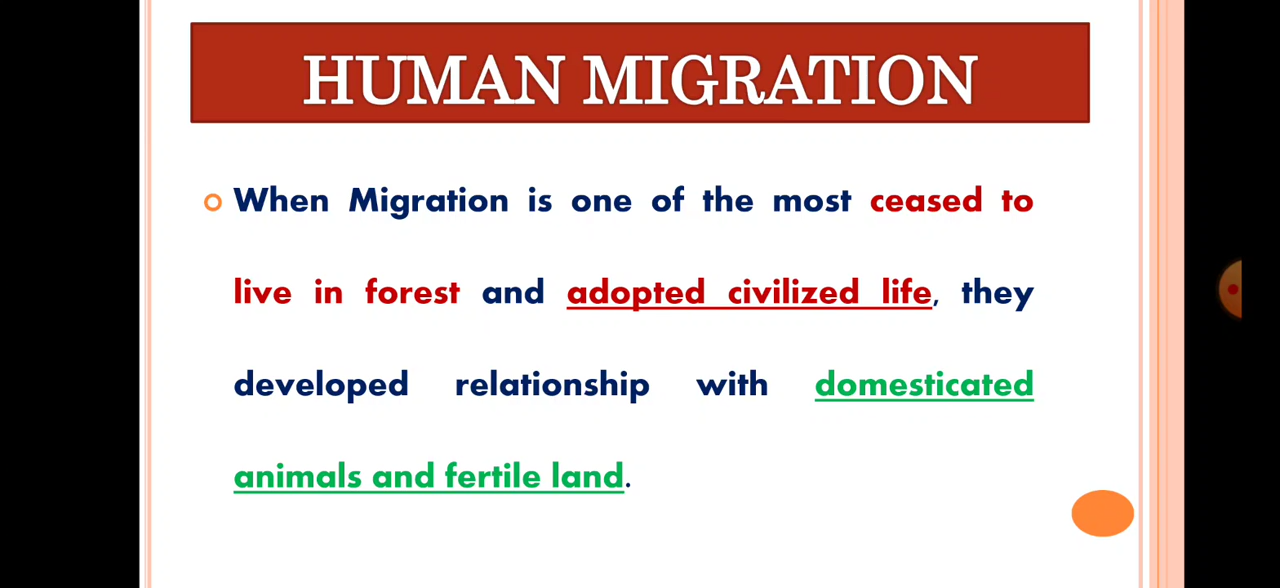 HUMAN MIGRATION
When Migration is one of the most ceased to
live in forest and adopted civilized life, they
developed relationship with domesticated
animals and fertile land.